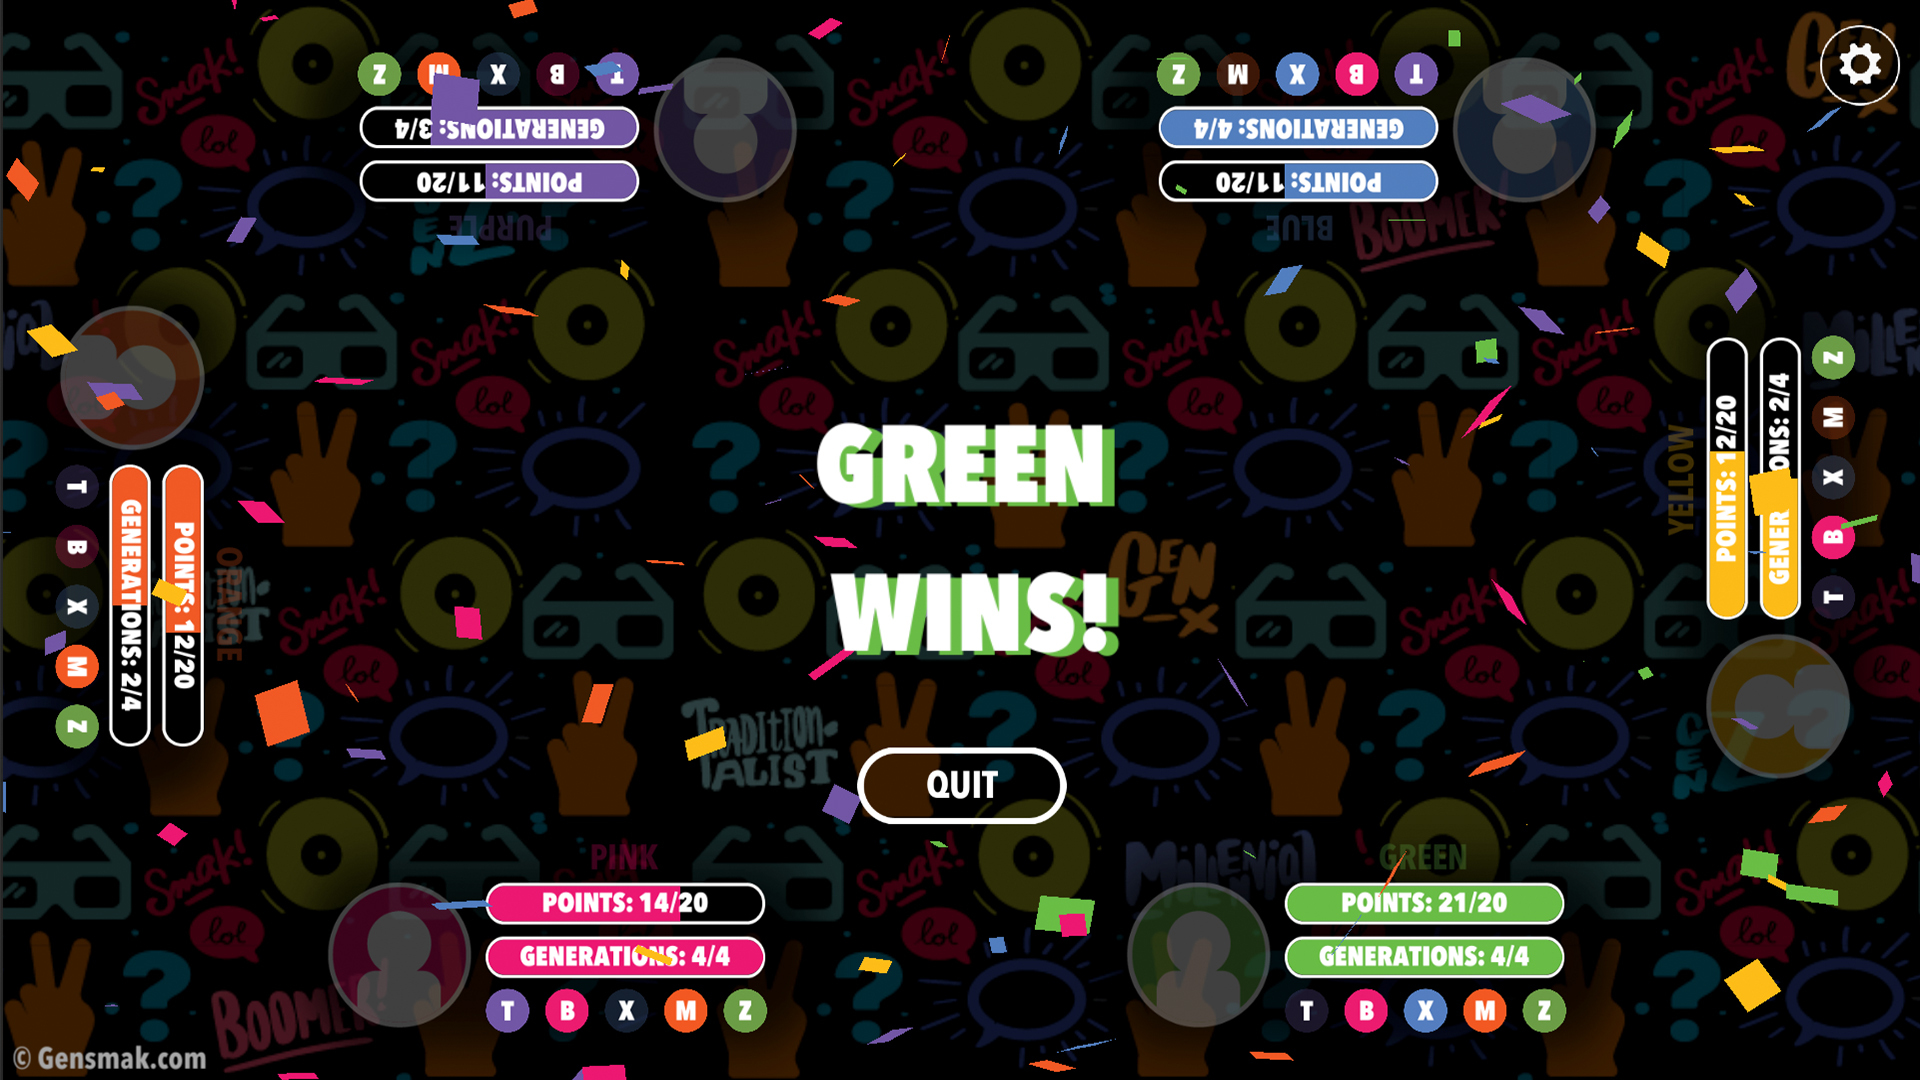 Z M X B T
GENERATIONS: 3/4
POINTS: 11/20
PURPLE
Z M X B T
GENERATIONS: 4/4
POINTS: 11/20
BLUE
T B X M Z
GENERATIONS: 2/4
POINTS: 12/20
ORANGE
YELLOW
POINTS: 12/20
GENERATIONS: 2/4
T B X M Z
GREEN
WINS!
QUIT
PINK
POINTS: 14/20
GENERATIONS: 4/4
T B X M Z
GREEN
POINTS: 21/20
GENERATIONS: 4/4
T B X M Z
Smak!
lol
BOOMER!
GEN X
TRADITIONALIST
MiLLENiAl
GEN Z
© Gensmak.com